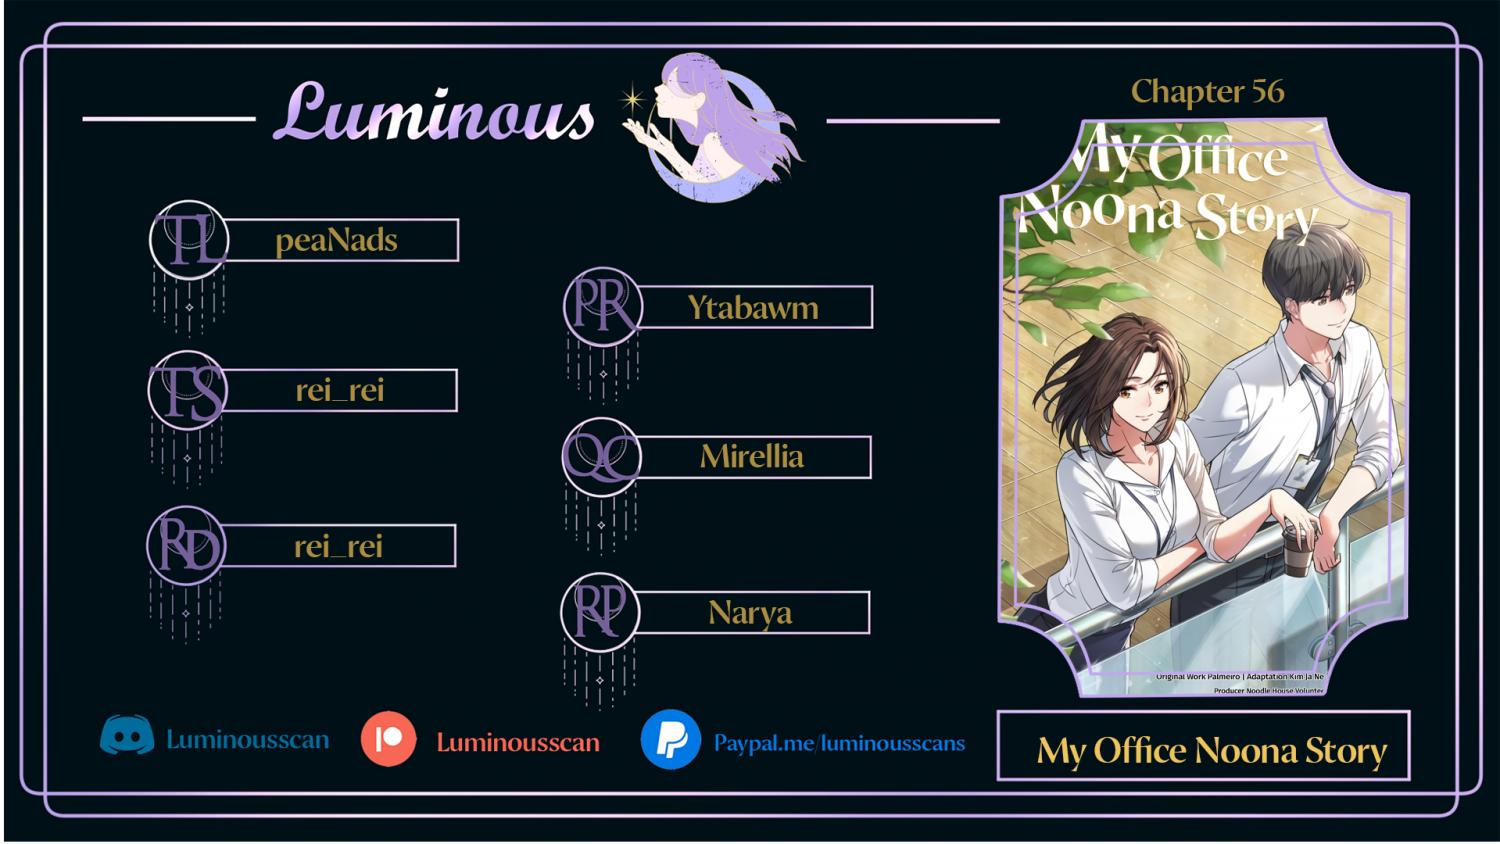 Luminous
Chapter 56
My Office
Noona Story
TL
peaNads
PR
Ytabawm
TS
rei_rei
QC
Mirellia
RD
rei_rei
RP
Narya
Original Work Palmeiro | Adaptation Kim Ja Ne
Producer Noodle House Volunter
Luminousscan
Luminousscan
Paypal.me/luminousscans
My Office Noona Story